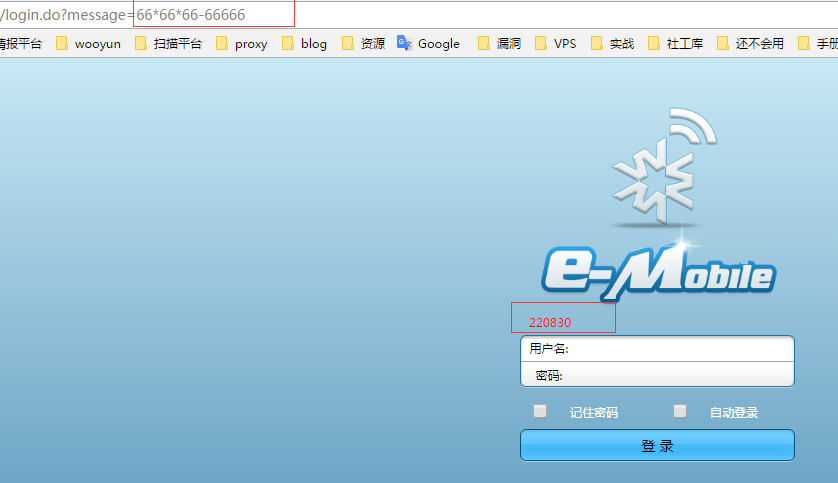 /login.do?message=66*66*66-66666
情报平台 wooyun 扫描平台 proxy blog 资源 Google 漏洞 VPS 实战 社工库 还不会用 手册
e-Mobile
220830
用户名:
密码:
记住密码 自动登录
登 录